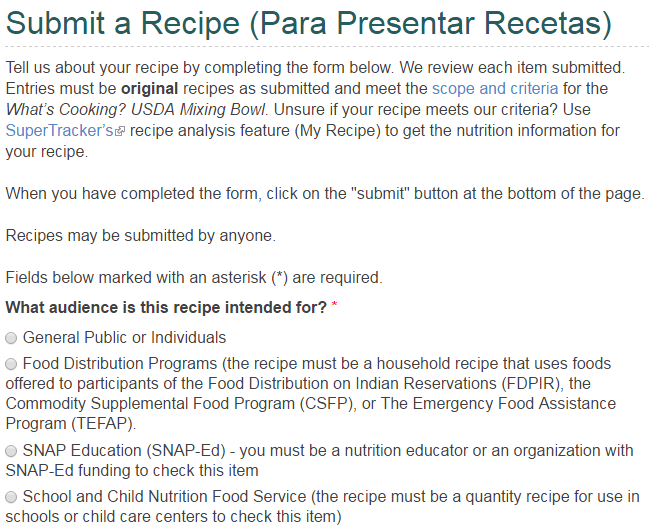 Submit a Recipe (Para Presentar Recetas)
Tell us about your recipe by completing the form below. We review each item submitted.
Entries must be original recipes as submitted and meet the scope and criteria for the
What's Cooking? USDA Mixing Bowl. Unsure if your recipe meets our criteria? Use
SuperTracker's recipe analysis feature (My Recipe) to get the nutrition information for
your recipe.
When you have completed the form, click on the "submit" button at the bottom of the page.
Recipes may be submitted by anyone.
Fields below marked with an asterisk (*) are required.
What audience is this recipe intended for? *
General Public or Individuals
Food Distribution Programs (the recipe must be a household recipe that uses foods
offered to participants of the Food Distribution on Indian Reservations (FDPIR), the
Commodity Supplemental Food Program (CSFP), or The Emergency Food Assistance
Program (TEFAP).
SNAP Education (SNAP-Ed) - you must be a nutrition educator or an organization with
SNAP-Ed funding to check this item
School and Child Nutrition Food Service (the recipe must be a quantity recipe for use in
schools or child care centers to check this item)